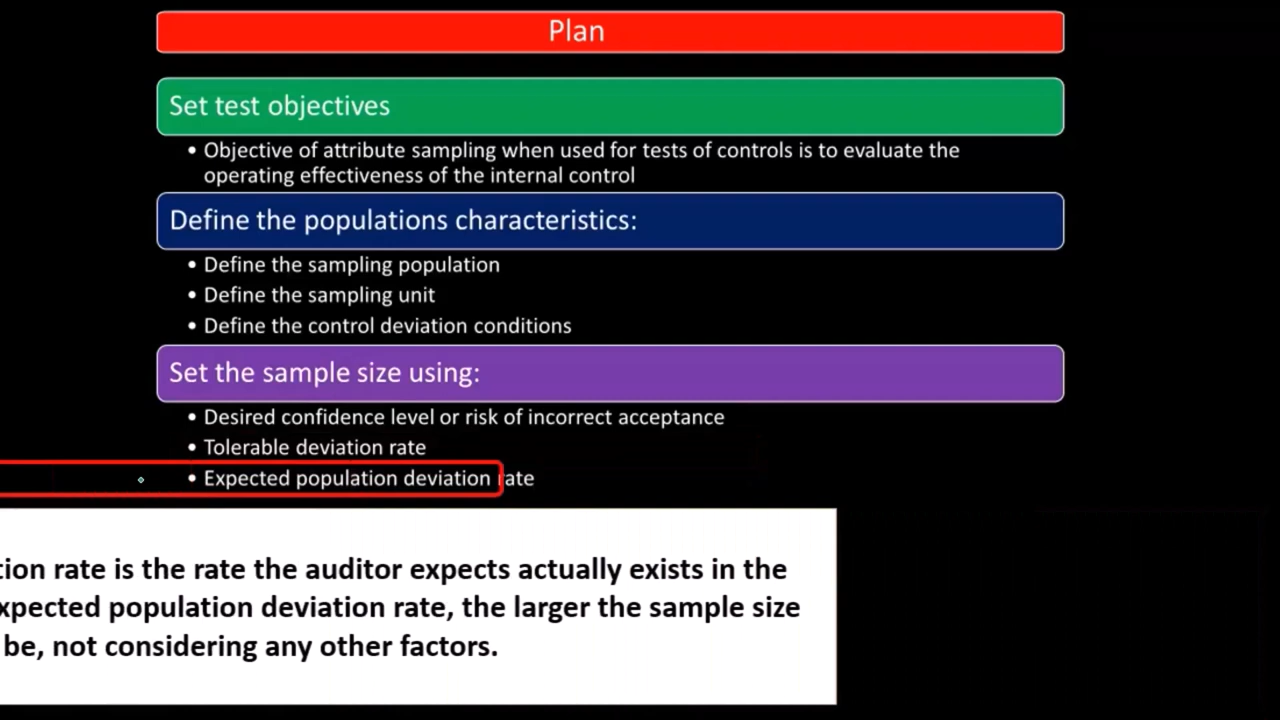 Plan
Set test objectives
• Objective of attribute sampling when used for tests of controls is to evaluate the
operating effectiveness of the internal control
Define the populations characteristics:
• Define the sampling population
• Define the sampling unit
• Define the control deviation conditions
Set the sample size using:
• Desired confidence level or risk of incorrect acceptance
• Tolerable deviation rate
• Expected population deviation rate
tion rate is the rate the auditor expects actually exists in the
xpected population deviation rate, the larger the sample size
be, not considering any other factors.